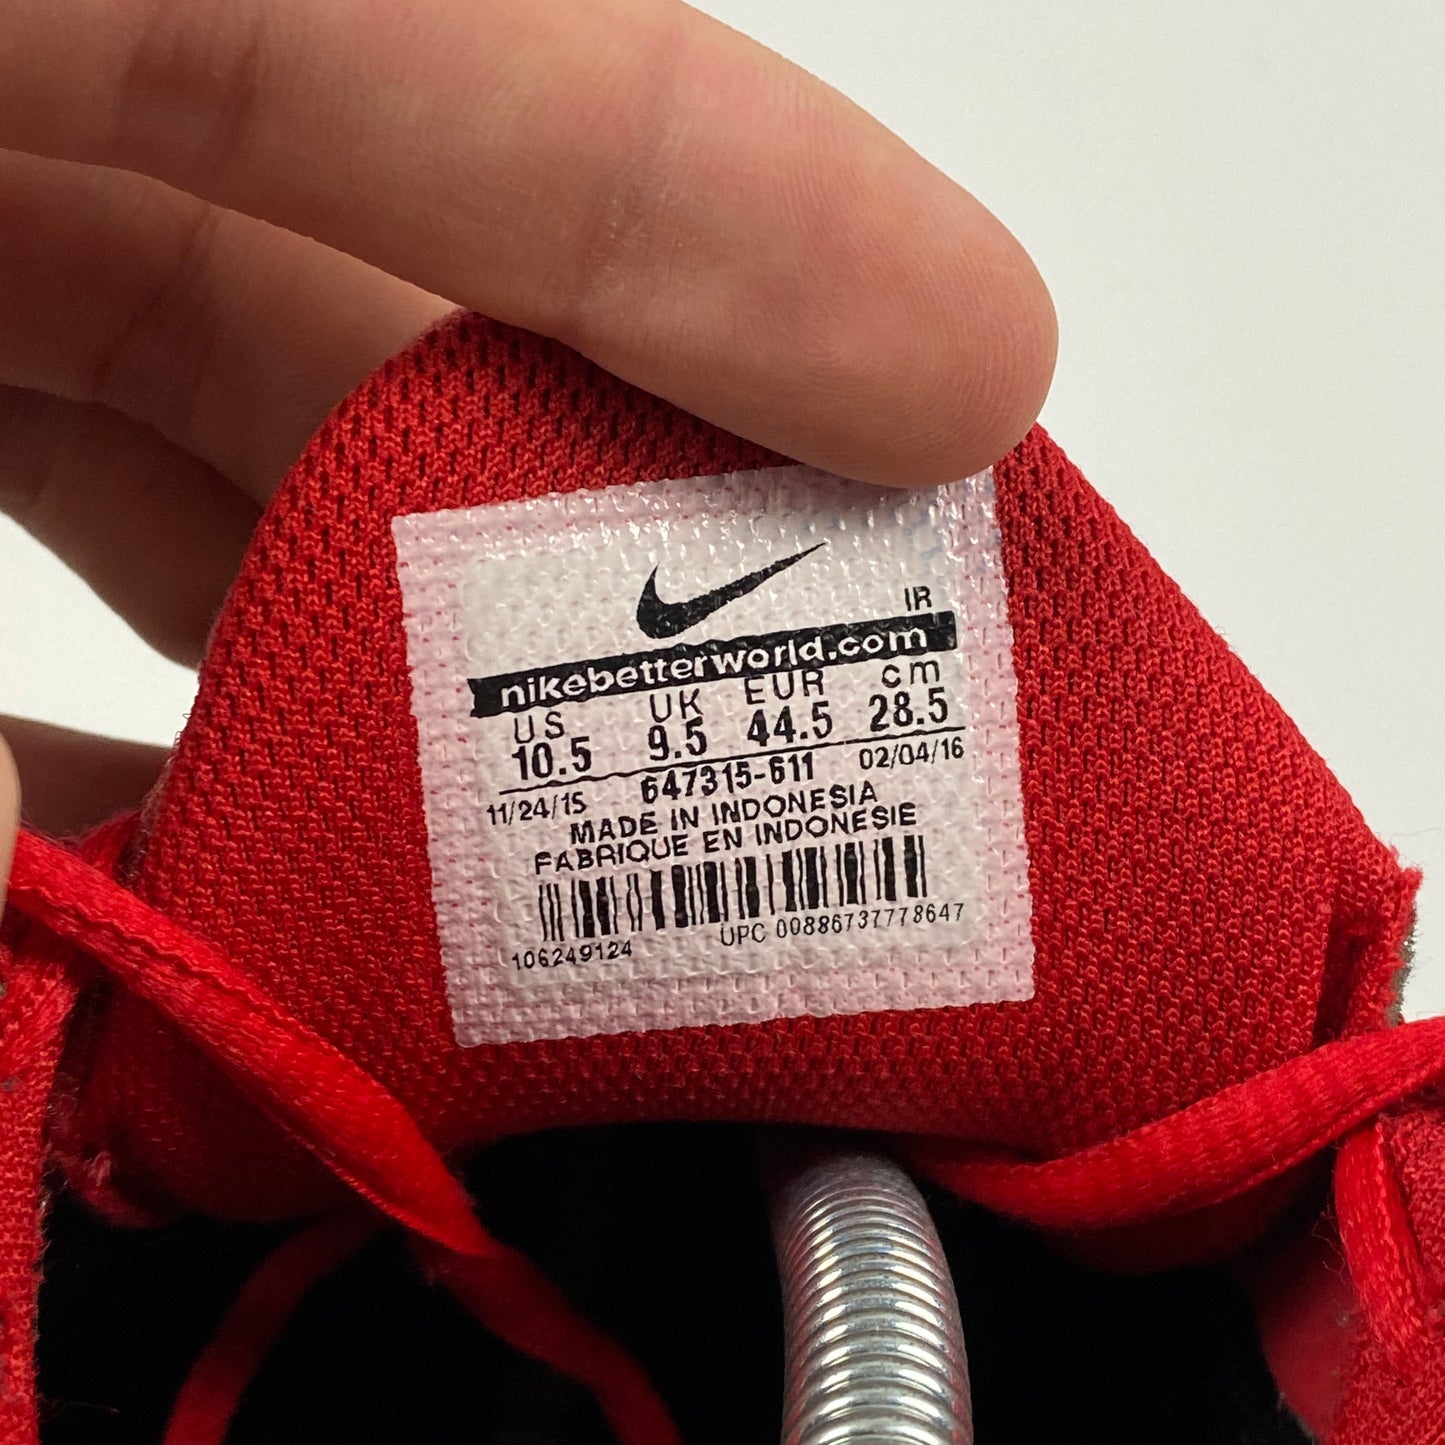 IR
nikebetterworld.com
US UK EUR cm
10.5 9.5 44.5 28.5
11/24/15 647315-611 02/04/16
MADE IN INDONESIA
FABRIQUE EN INDONESIE
106249124 UPC 00886737778647